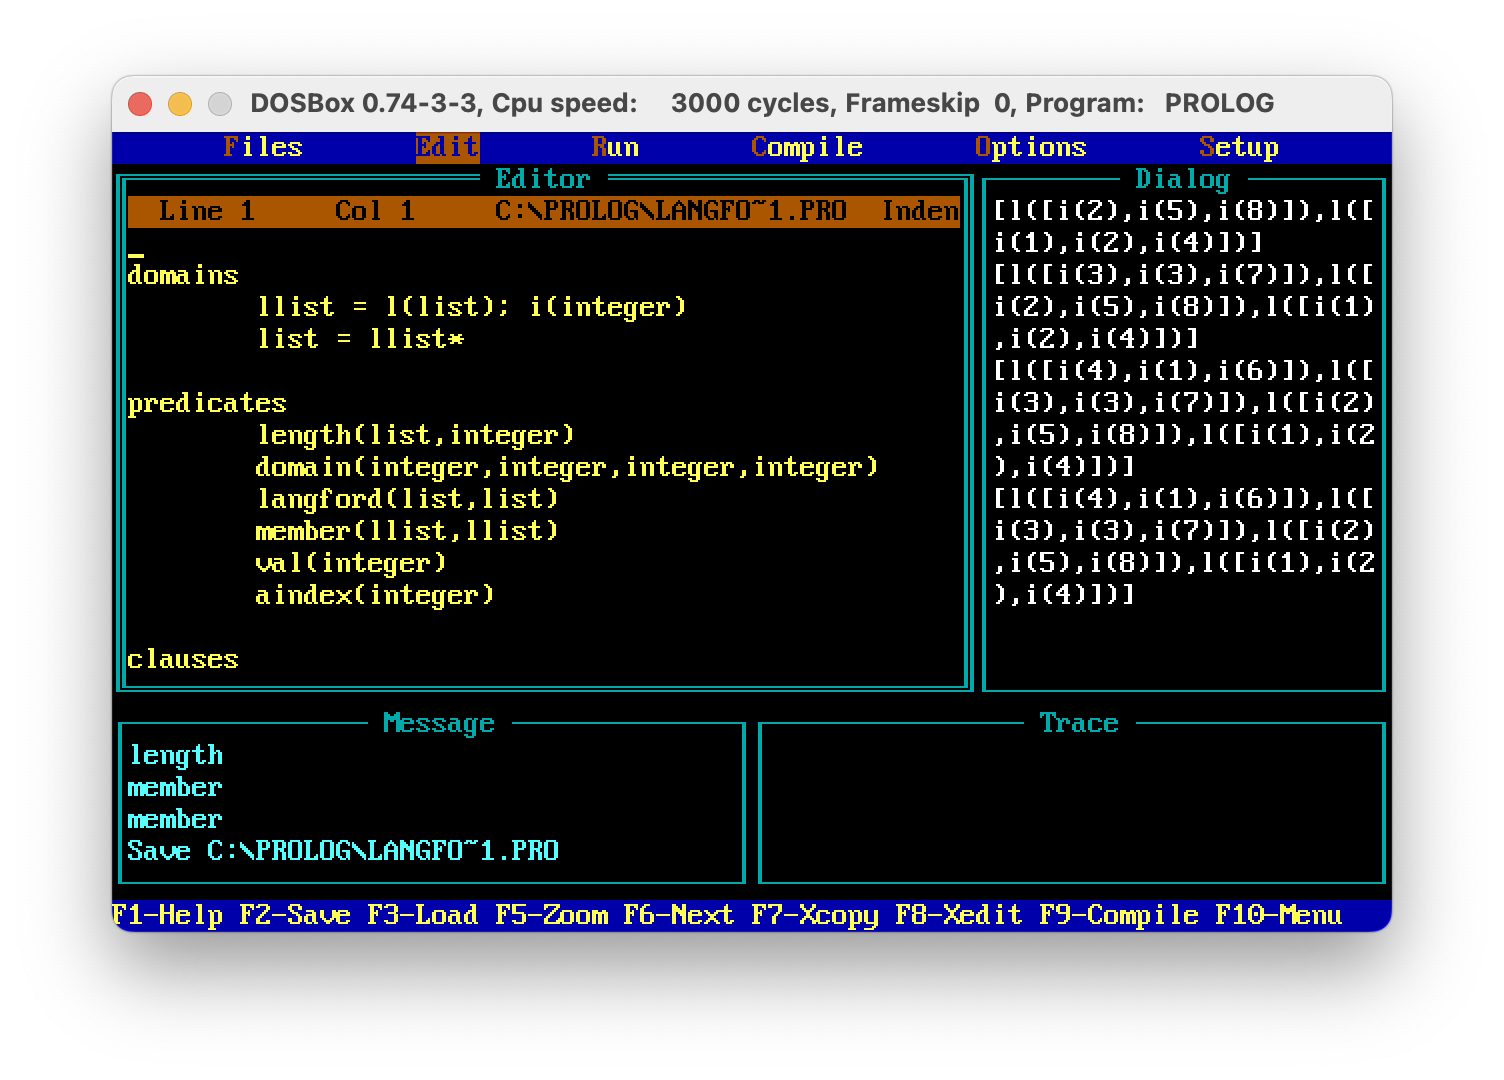 DOSBox 0.74-3-3, Cpu speed: 3000 cycles, Frameskip 0, Program: PROLOG
Files Edit Run Compile Options Setup
Editor
Line 1 Col 1 C:\PROLOG\LANGFO~1.PRO Inden
domains
llist = l(list); i(integer)
list = llist*
predicates
length(list,integer)
domain(integer,integer,integer,integer)
langford(list,list)
member(llist,llist)
val(integer)
aindex(integer)
clauses
Dialog
[l([i(2),i(5),i(8)]),l([
i(1),i(2),i(4)])]
[l([i(3),i(3),i(7)]),l([
i(2),i(5),i(8)]),l([i(1)
,i(2),i(4)])]
[l([i(4),i(1),i(6)]),l([
i(3),i(3),i(7)]),l([i(2)
,i(5),i(8)]),l([i(1),i(2
),i(4)])]
[l([i(4),i(1),i(6)]),l([
i(3),i(3),i(7)]),l([i(2)
,i(5),i(8)]),l([i(1),i(2
),i(4)])]
Message
length
member
member
Save C:\PROLOG\LANGFO~1.PRO
Trace
F1-Help F2-Save F3-Load F5-Zoom F6-Next F7-Xcopy F8-Xedit F9-Compile F10-Menu